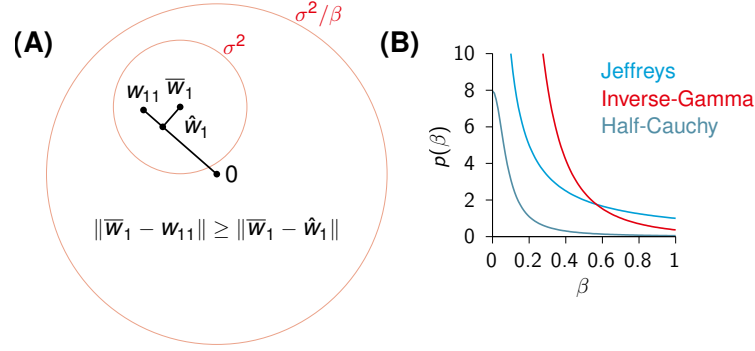 (A)
σ²/β
σ²
w₁₁ w̅₁
ŵ₁
0
‖w̅₁ − w₁₁‖ ≥ ‖w̅₁ − ŵ₁‖
(B)
10
8
6
4
2
0
p(β)
Jeffreys
Inverse-Gamma
Half-Cauchy
0 0.2 0.4 0.6 0.8 1
β